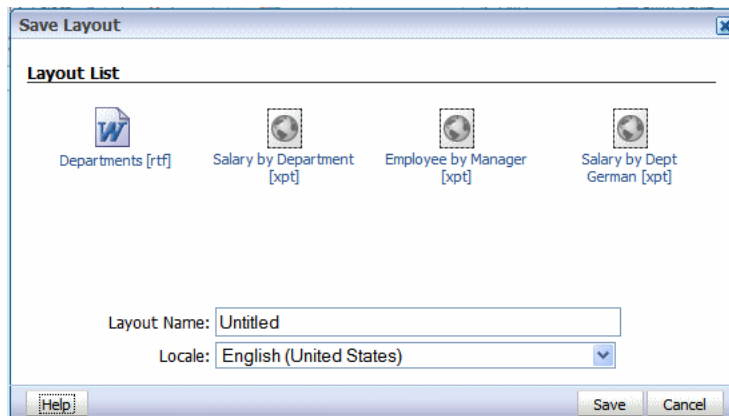 Save Layout
Layout List
Departments [rtf]
Salary by Department
[xpt]
Employee by Manager
[xpt]
Salary by Dept
German [xpt]
Layout Name: Untitled
Locale: English (United States)
Help Save Cancel